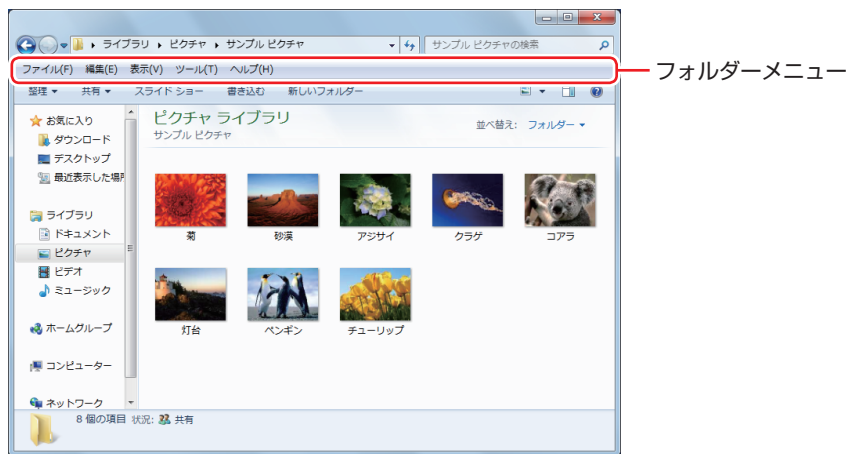 ライブラリ ▸ ピクチャ ▸ サンプル ピクチャ
サンプル ピクチャの検索
ファイル(F) 編集(E) 表示(V) ツール(T) ヘルプ(H)
フォルダーメニュー
整理 共有 スライド ショー 書き込む 新しいフォルダー
お気に入り
ダウンロード
デスクトップ
最近表示した場所
ライブラリ
ドキュメント
ピクチャ
ビデオ
ミュージック
ホームグループ
コンピューター
ネットワーク
ピクチャ ライブラリ
サンプル ピクチャ
並べ替え: フォルダー
菊
砂漠
アジサイ
クラゲ
コアラ
灯台
ペンギン
チューリップ
8 個の項目 状況: 共有